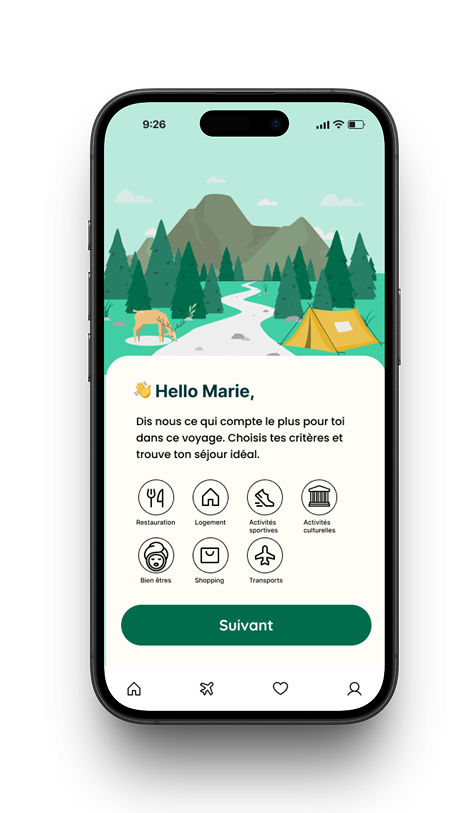 9:26
👋 Hello Marie,
Dis nous ce qui compte le plus pour toi
dans ce voyage. Choisis tes critères et
trouve ton séjour idéal.
Restauration
Logement
Activités
sportives
Activités
culturelles
Bien êtres
Shopping
Transports
Suivant